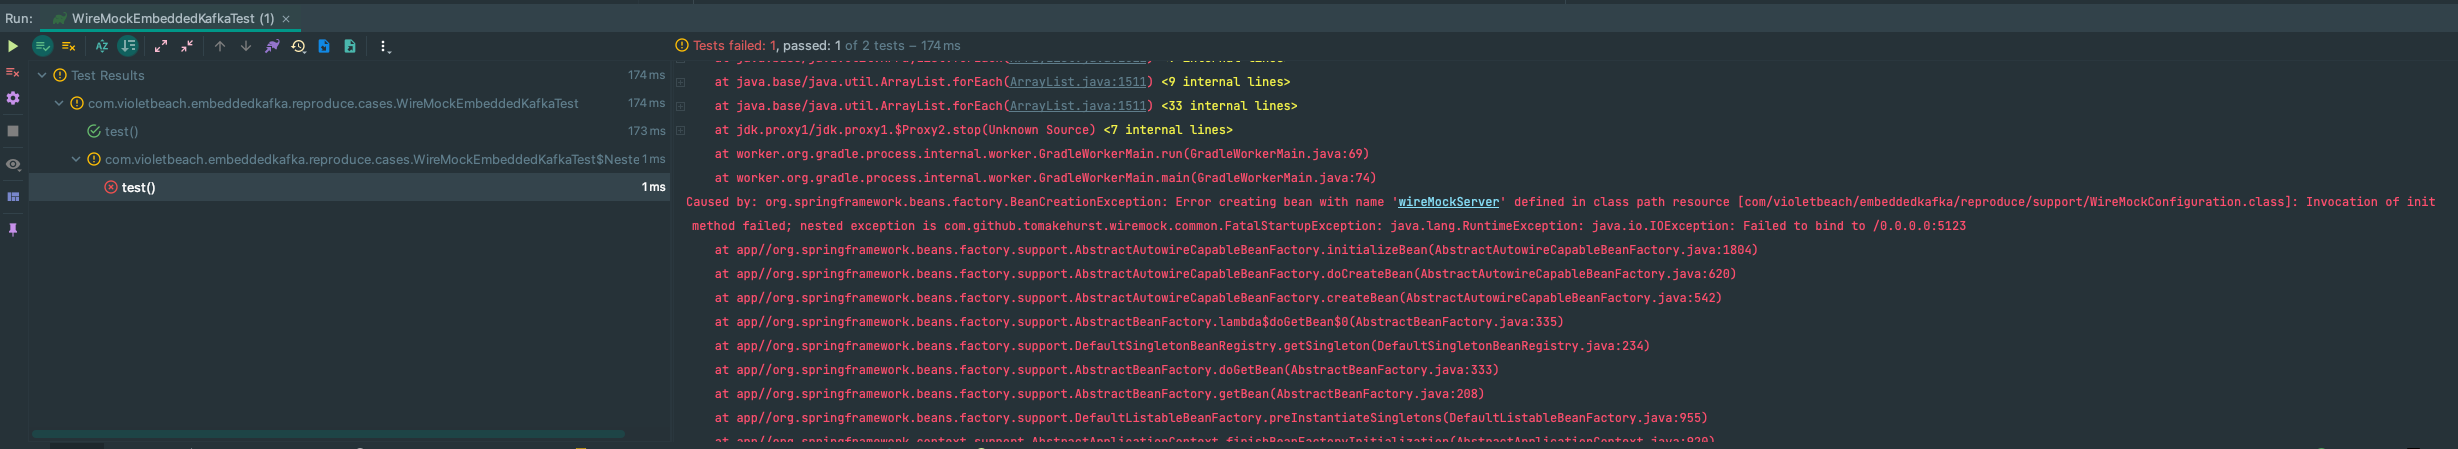 Run: WireMockEmbeddedKafkaTest (1) ×
Tests failed: 1, passed: 1 of 2 tests – 174 ms
Test Results 174 ms
com.violetbeach.embeddedkafka.reproduce.cases.WireMockEmbeddedKafkaTest 174 ms
test() 173 ms
com.violetbeach.embeddedkafka.reproduce.cases.WireMockEmbeddedKafkaTest$Neste 1 ms
test() 1 ms
at java.base/java.util.ArrayList.forEach(ArrayList.java:1511) <9 internal lines>
at java.base/java.util.ArrayList.forEach(ArrayList.java:1511) <33 internal lines>
at jdk.proxy1/jdk.proxy1.$Proxy2.stop(Unknown Source) <7 internal lines>
at worker.org.gradle.process.internal.worker.GradleWorkerMain.run(GradleWorkerMain.java:69)
at worker.org.gradle.process.internal.worker.GradleWorkerMain.main(GradleWorkerMain.java:74)
Caused by: org.springframework.beans.factory.BeanCreationException: Error creating bean with name 'wireMockServer' defined in class path resource [com/violetbeach/embeddedkafka/reproduce/support/WireMockConfiguration.class]: Invocation of init
method failed; nested exception is com.github.tomakehurst.wiremock.common.FatalStartupException: java.lang.RuntimeException: java.io.IOException: Failed to bind to /0.0.0.0:5123
at app//org.springframework.beans.factory.support.AbstractAutowireCapableBeanFactory.initializeBean(AbstractAutowireCapableBeanFactory.java:1804)
at app//org.springframework.beans.factory.support.AbstractAutowireCapableBeanFactory.doCreateBean(AbstractAutowireCapableBeanFactory.java:620)
at app//org.springframework.beans.factory.support.AbstractAutowireCapableBeanFactory.createBean(AbstractAutowireCapableBeanFactory.java:542)
at app//org.springframework.beans.factory.support.AbstractBeanFactory.lambda$doGetBean$0(AbstractBeanFactory.java:335)
at app//org.springframework.beans.factory.support.DefaultSingletonBeanRegistry.getSingleton(DefaultSingletonBeanRegistry.java:234)
at app//org.springframework.beans.factory.support.AbstractBeanFactory.doGetBean(AbstractBeanFactory.java:333)
at app//org.springframework.beans.factory.support.AbstractBeanFactory.getBean(AbstractBeanFactory.java:208)
at app//org.springframework.beans.factory.support.DefaultListableBeanFactory.preInstantiateSingletons(DefaultListableBeanFactory.java:955)
at app//org.springframework.context.support.AbstractApplicationContext.finishBeanFactoryInitialization(AbstractApplicationContext.java:920)